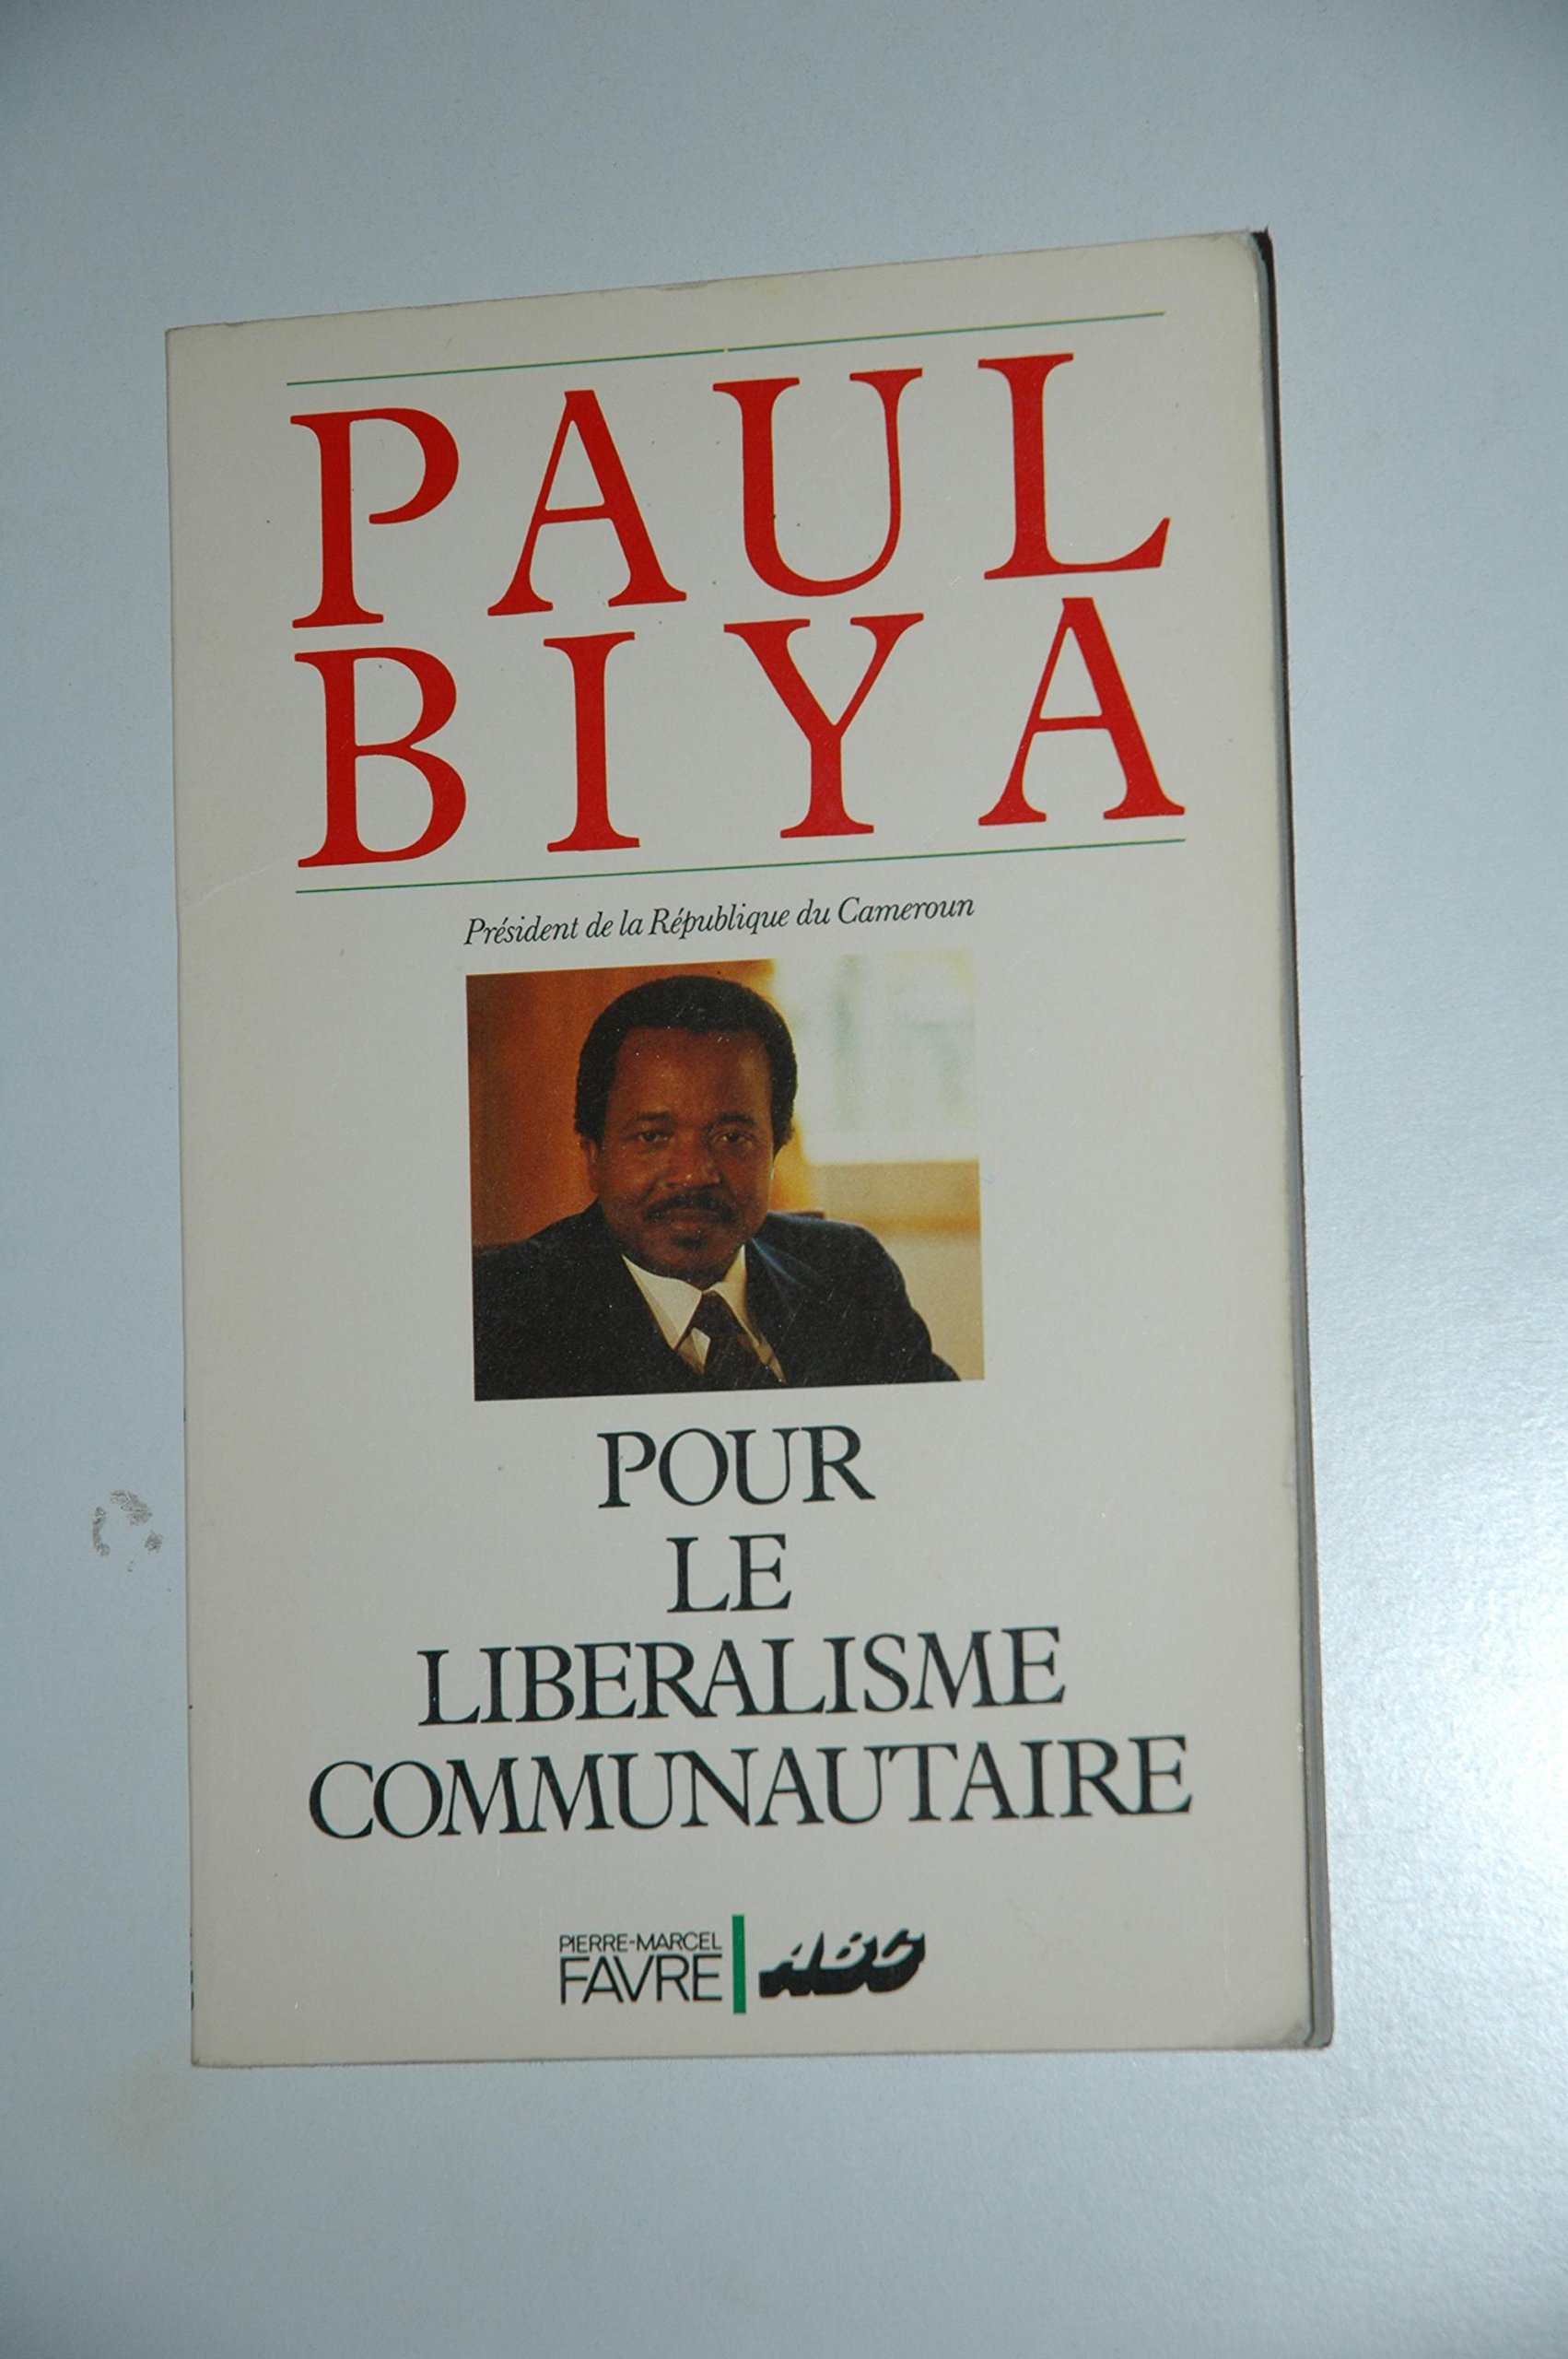 PAUL
BIYA
Président de la République du Cameroun
POUR
LE
LIBERALISME
COMMUNAUTAIRE
PIERRE-MARCEL
FAVRE
ABC